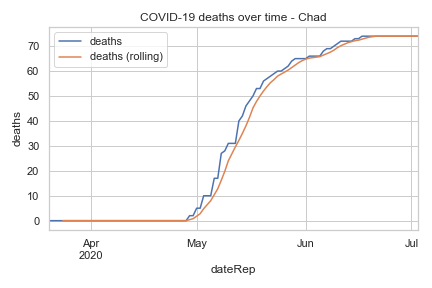 COVID-19 deaths over time - Chad
deaths
deaths (rolling)
70
60
50
40
30
20
10
0
deaths
Apr
2020
May
Jun
Jul
dateRep